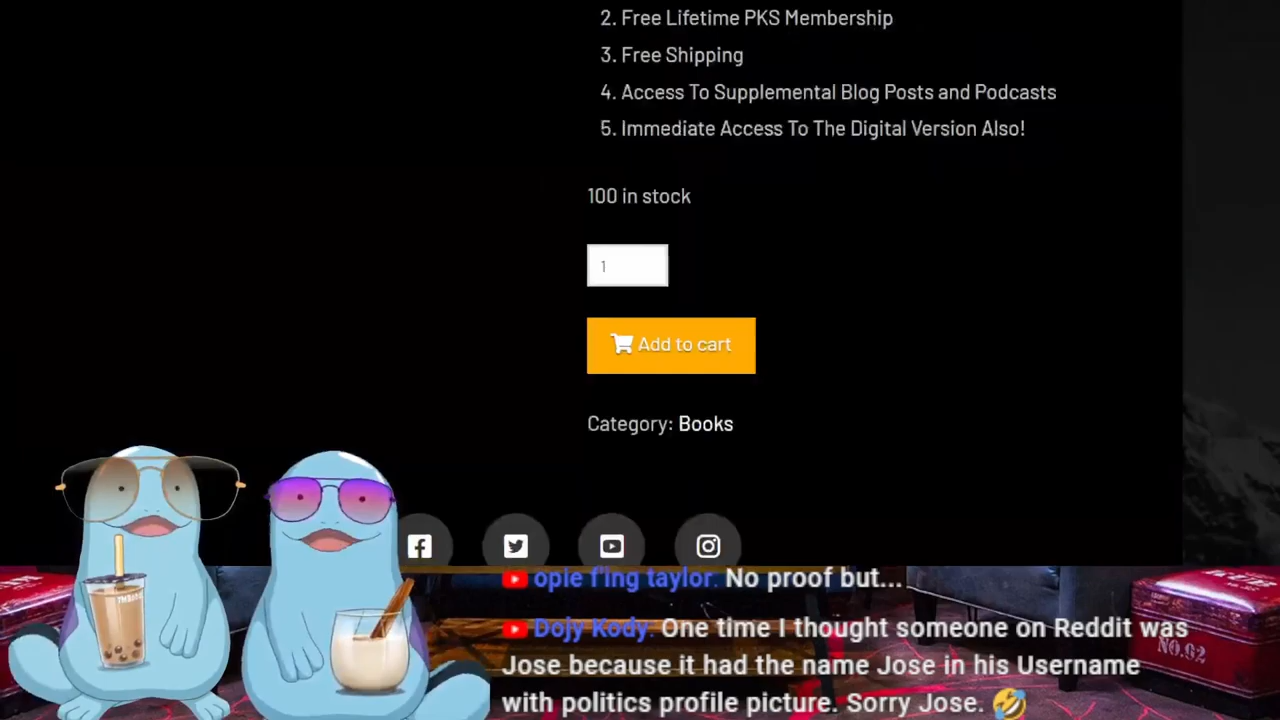 2. Free Lifetime PKS Membership
3. Free Shipping
4. Access To Supplemental Blog Posts and Podcasts
5. Immediate Access To The Digital Version Also!
100 in stock
1
Add to cart
Category: Books
opie f'ing taylor: No proof but...
Dojy Kody: One time I thought someone on Reddit was
Jose because it had the name Jose in his Username
with politics profile picture. Sorry Jose. 🤣
NO.92